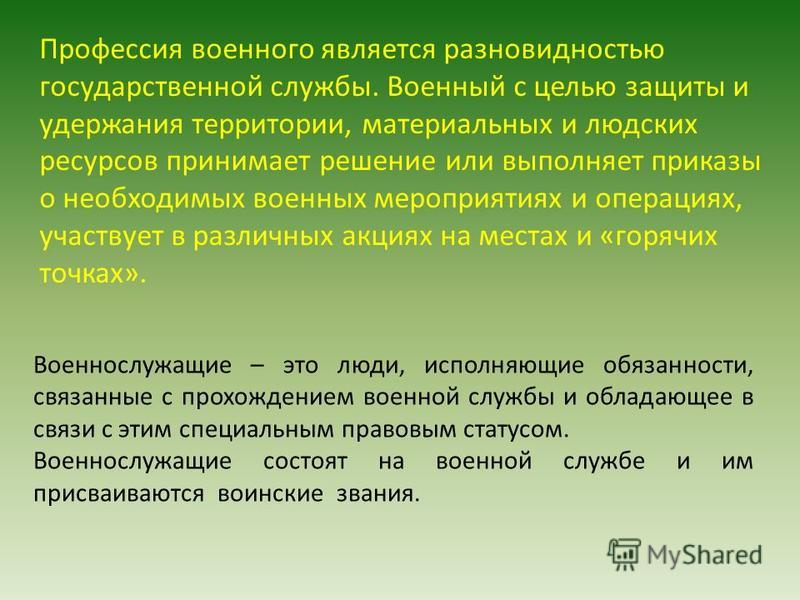 Профессия военного является разновидностью
государственной службы. Военный с целью защиты и
удержания территории, материальных и людских
ресурсов принимает решение или выполняет приказы
о необходимых военных мероприятиях и операциях,
участвует в различных акциях на местах и «горячих
точках».
Военнослужащие – это люди, исполняющие обязанности,
связанные с прохождением военной службы и обладающее в
связи с этим специальным правовым статусом.
Военнослужащие состоят на военной службе и им
присваиваются воинские звания.
MyShared